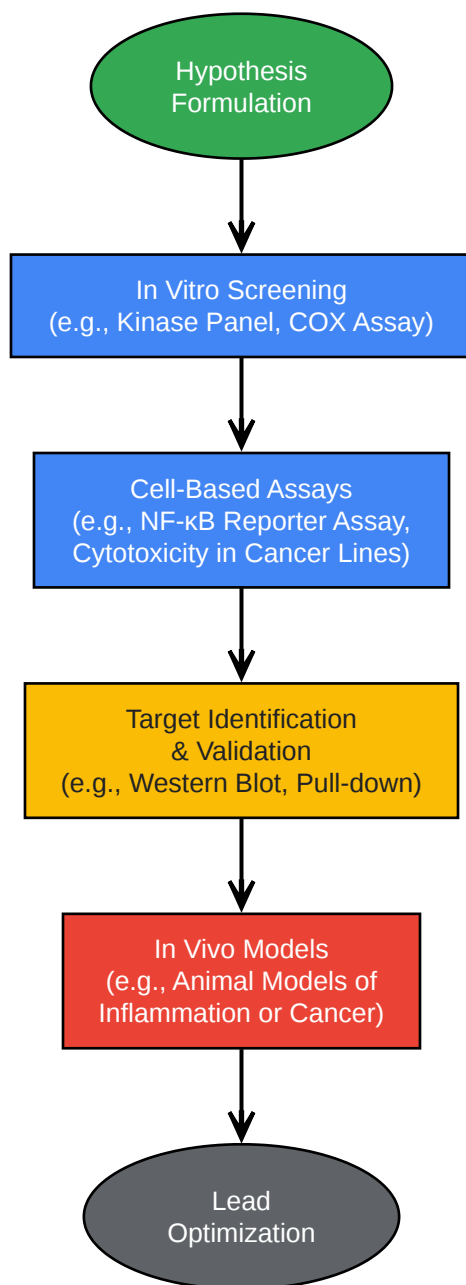 Hypothesis
Formulation
In Vitro Screening
(e.g., Kinase Panel, COX Assay)
Cell-Based Assays
(e.g., NF-κB Reporter Assay,
Cytotoxicity in Cancer Lines)
Target Identification
& Validation
(e.g., Western Blot, Pull-down)
In Vivo Models
(e.g., Animal Models of
Inflammation or Cancer)
Lead
Optimization